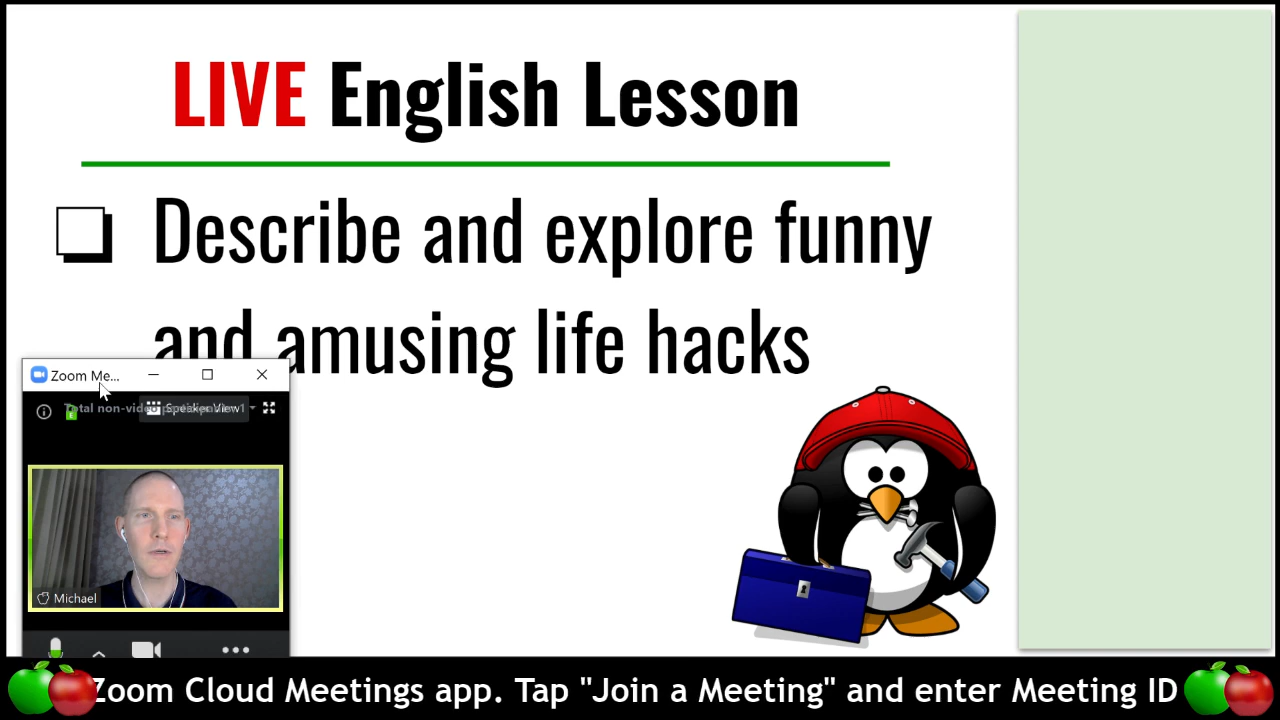 LIVE English Lesson
❏ Describe and explore funny
and amusing life hacks
Zoom Me...
Speaker View
Michael
Zoom Cloud Meetings app. Tap "Join a Meeting" and enter Meeting ID